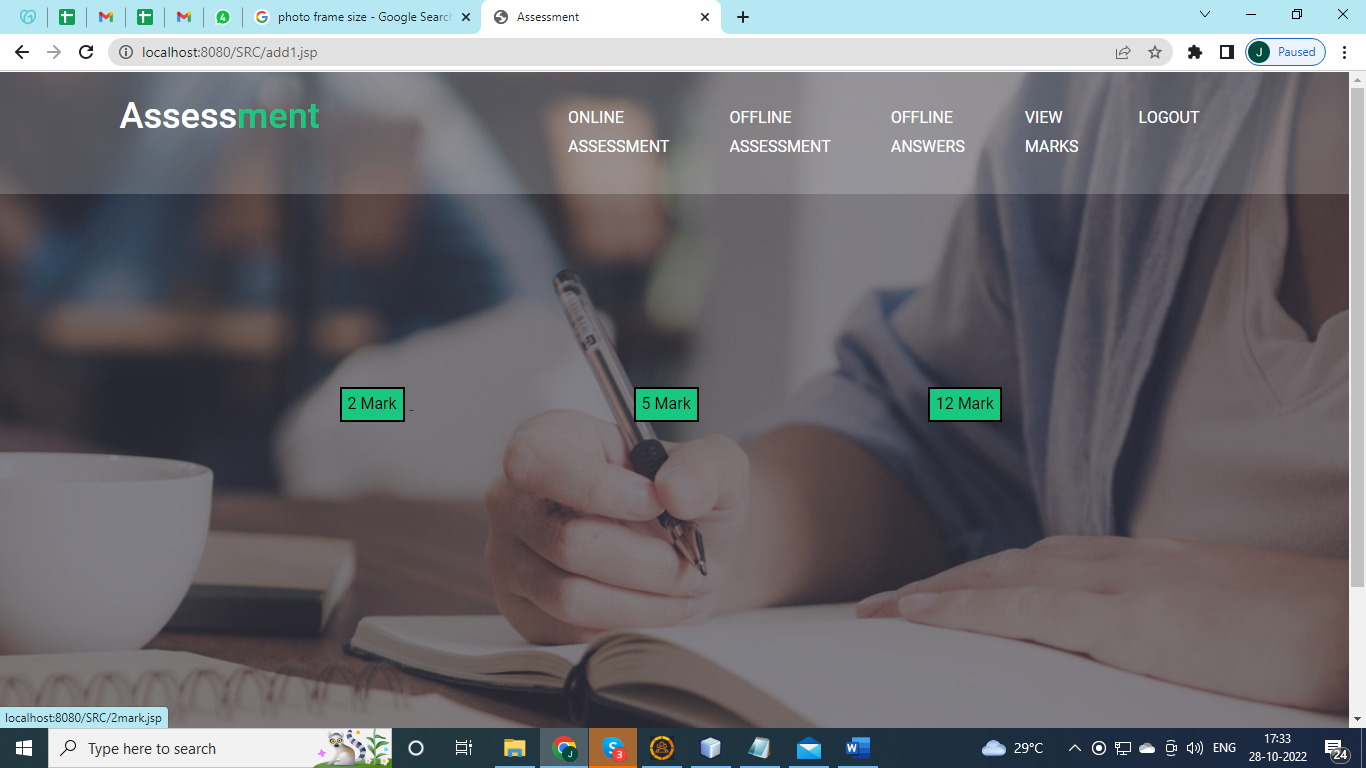 4
photo frame size - Google Search
Assessment
localhost:8080/SRC/add1.jsp
J Paused
Assessment
ONLINE ASSESSMENT
OFFLINE ASSESSMENT
OFFLINE ANSWERS
VIEW MARKS
LOGOUT
2 Mark
5 Mark
12 Mark
localhost:8080/SRC/2mark.jsp
Type here to search
J
S 3
W
29°C
ENG
17:33
28-10-2022
24